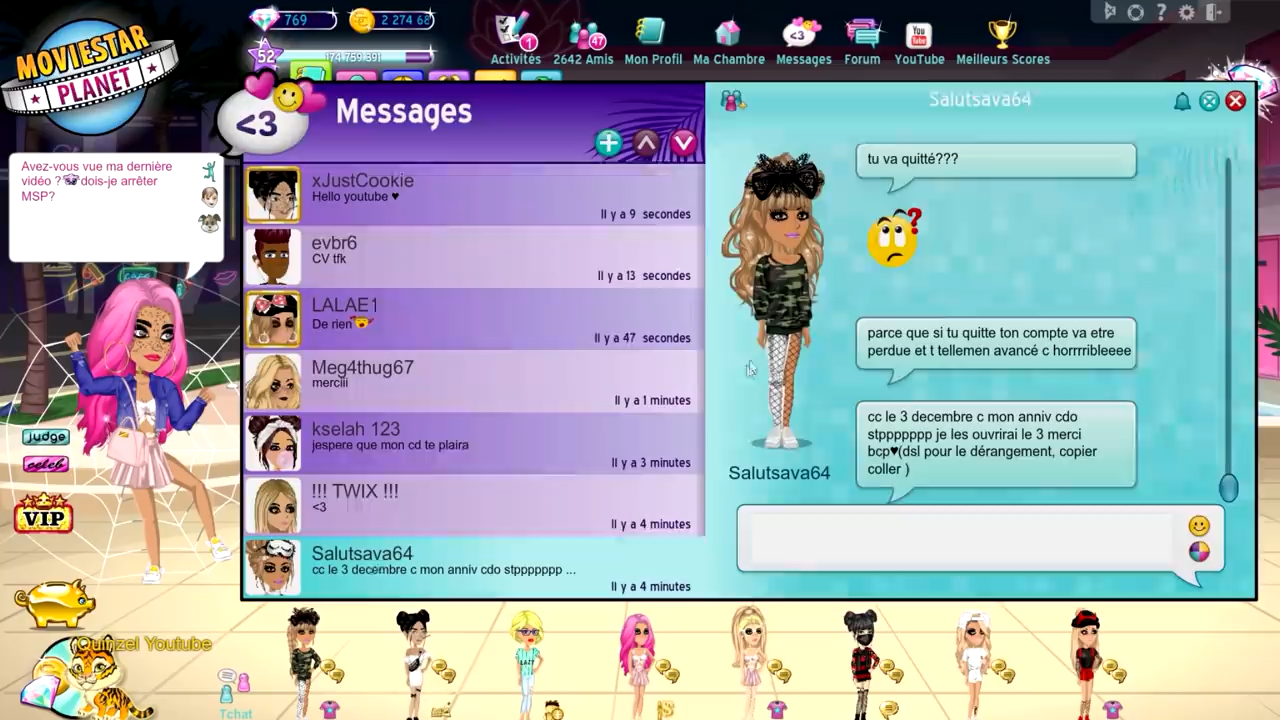 769
2 274 68
52
174 759 391
1
Activités
47
2642 Amis
Mon Profil
Ma Chambre
<3
Messages
Forum
You Tube
YouTube
Meilleurs Scores
?
MOVIESTAR
PLANET
Avez-vous vue ma dernière
vidéo ? dois-je arrêter
MSP?
judge
celeb
VIP
Quinzel Youtube
<3
Messages
xJustCookie
Hello youtube ♥
Il y a 9 secondes
evbr6
CV tfk
Il y a 13 secondes
LALAE1
De rien
Il y a 47 secondes
Meg4thug67
merciii
Il y a 1 minutes
kselah 123
jespere que mon cd te plaira
Il y a 3 minutes
!!! TWIX !!!
<3
Il y a 4 minutes
Salutsava64
cc le 3 decembre c mon anniv cdo stppppppp ...
Il y a 4 minutes
Salutsava64
tu va quitté???
?
parce que si tu quitte ton compte va etre
perdue et t tellemen avancé c horrrribleeee
cc le 3 decembre c mon anniv cdo
stppppppp je les ouvrirai le 3 merci
bcp♥(dsl pour le dérangement, copier
coller )
Salutsava64
LAZY
Tchat